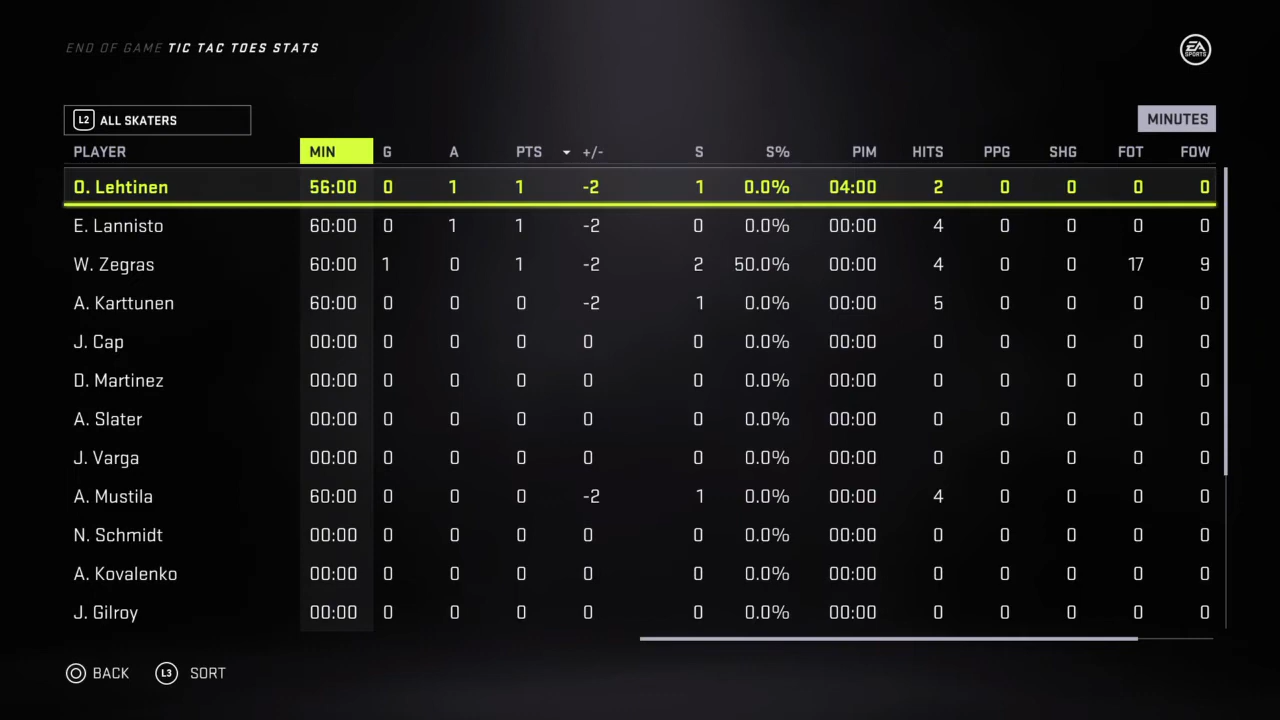 END OF GAME TIC TAC TOES STATS
EA SPORTS
L2 ALL SKATERS
MINUTES
PLAYER MIN G A PTS +/- S S% PIM HITS PPG SHG FOT FOW
O. Lehtinen 56:00 0 1 1 -2 1 0.0% 04:00 2 0 0 0 0
E. Lannisto 60:00 0 1 1 -2 0 0.0% 00:00 4 0 0 0 0
W. Zegras 60:00 1 0 1 -2 2 50.0% 00:00 4 0 0 17 9
A. Karttunen 60:00 0 0 0 -2 1 0.0% 00:00 5 0 0 0 0
J. Cap 00:00 0 0 0 0 0 0.0% 00:00 0 0 0 0 0
D. Martinez 00:00 0 0 0 0 0 0.0% 00:00 0 0 0 0 0
A. Slater 00:00 0 0 0 0 0 0.0% 00:00 0 0 0 0 0
J. Varga 00:00 0 0 0 0 0 0.0% 00:00 0 0 0 0 0
A. Mustila 60:00 0 0 0 -2 1 0.0% 00:00 4 0 0 0 0
N. Schmidt 00:00 0 0 0 0 0 0.0% 00:00 0 0 0 0 0
A. Kovalenko 00:00 0 0 0 0 0 0.0% 00:00 0 0 0 0 0
J. Gilroy 00:00 0 0 0 0 0 0.0% 00:00 0 0 0 0 0
BACK L3 SORT